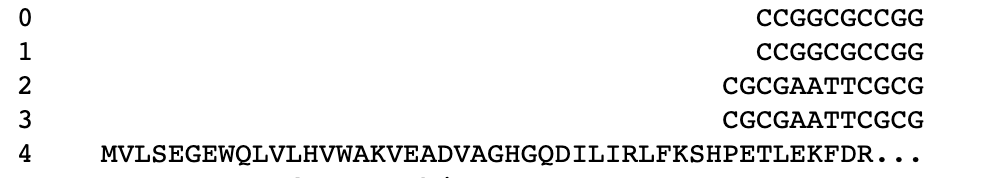 0 CCGGCGCCGG
1 CCGGCGCCGG
2 CGCGAATTCGCG
3 CGCGAATTCGCG
4 MVLSEGEWQLVLHVWAKVEADVAGHGQDILIRLFKSHPETLEKFDR...